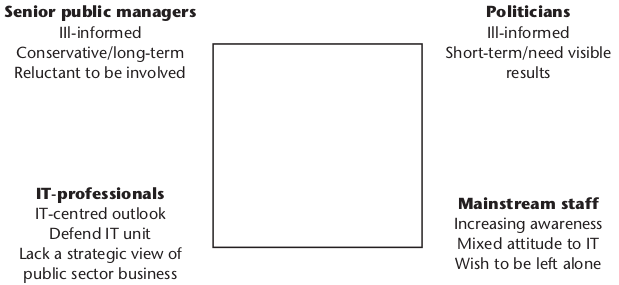 Senior public managers
Ill-informed
Conservative/long-term
Reluctant to be involved
Politicians
Ill-informed
Short-term/need visible
results
IT-professionals
IT-centred outlook
Defend IT unit
Lack a strategic view of
public sector business
Mainstream staff
Increasing awareness
Mixed attitude to IT
Wish to be left alone